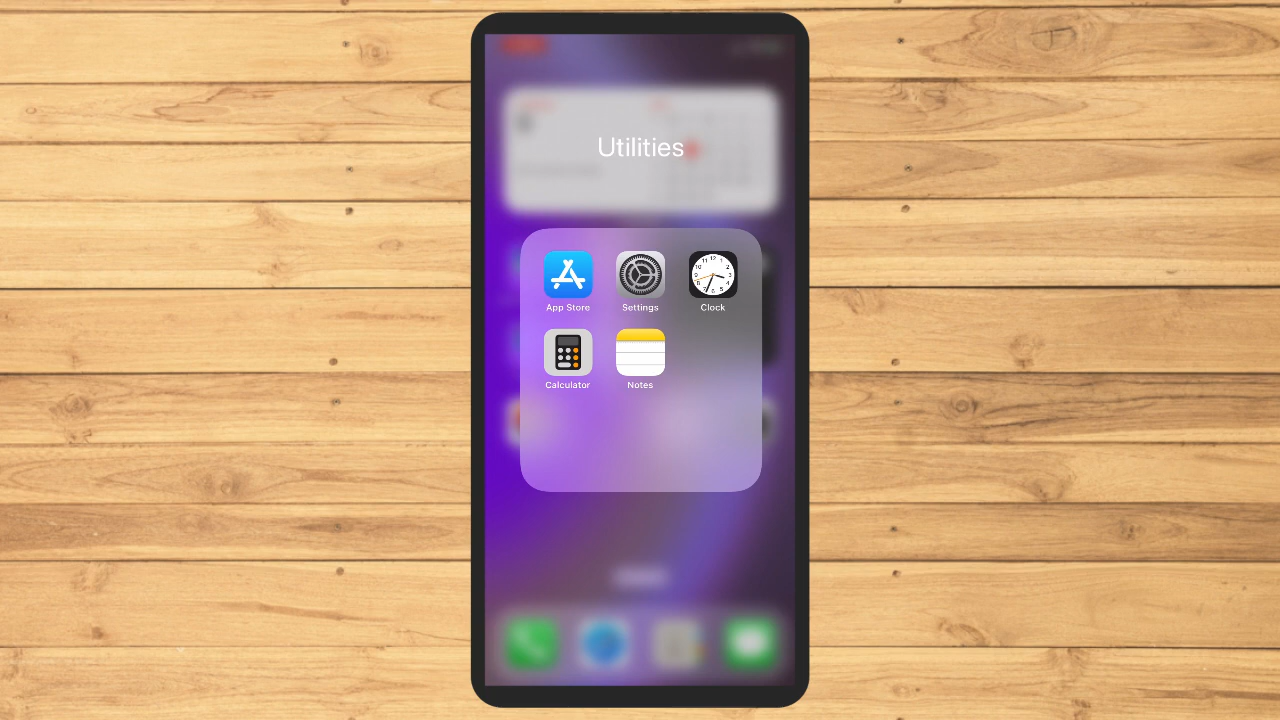 Utilities
App Store
Settings
Clock
Calculator
Notes